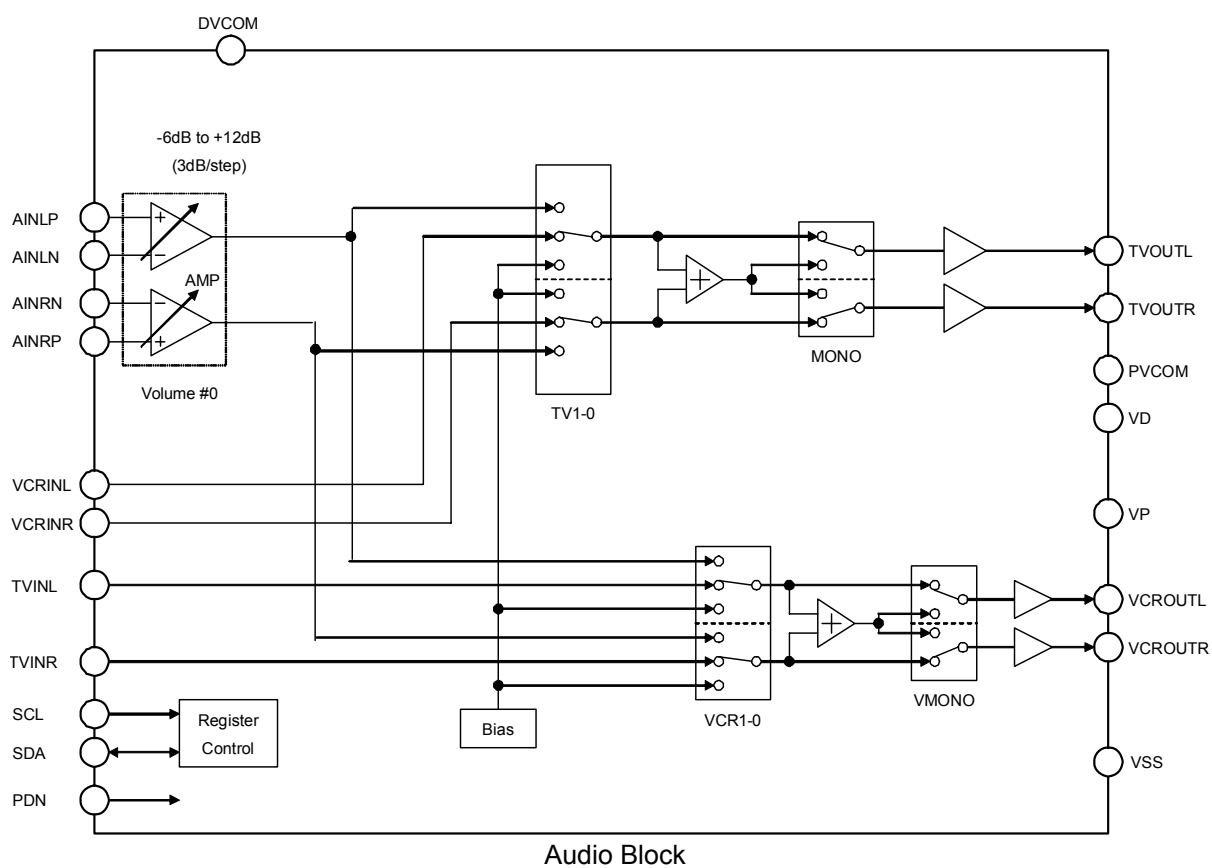 DVCOM
-6dB to +12dB
(3dB/step)
AINLP
AINLN
AINRN
AINRP
+
−
AMP
−
+
Volume #0
TV1-0
+
MONO
TVOUTL
TVOUTR
PVCOM
VD
VP
VCRINL
VCRINR
TVINL
TVINR
SCL
SDA
PDN
Register
Control
Bias
VCR1-0
+
VMONO
VCROUTL
VCROUTR
VSS
Audio Block